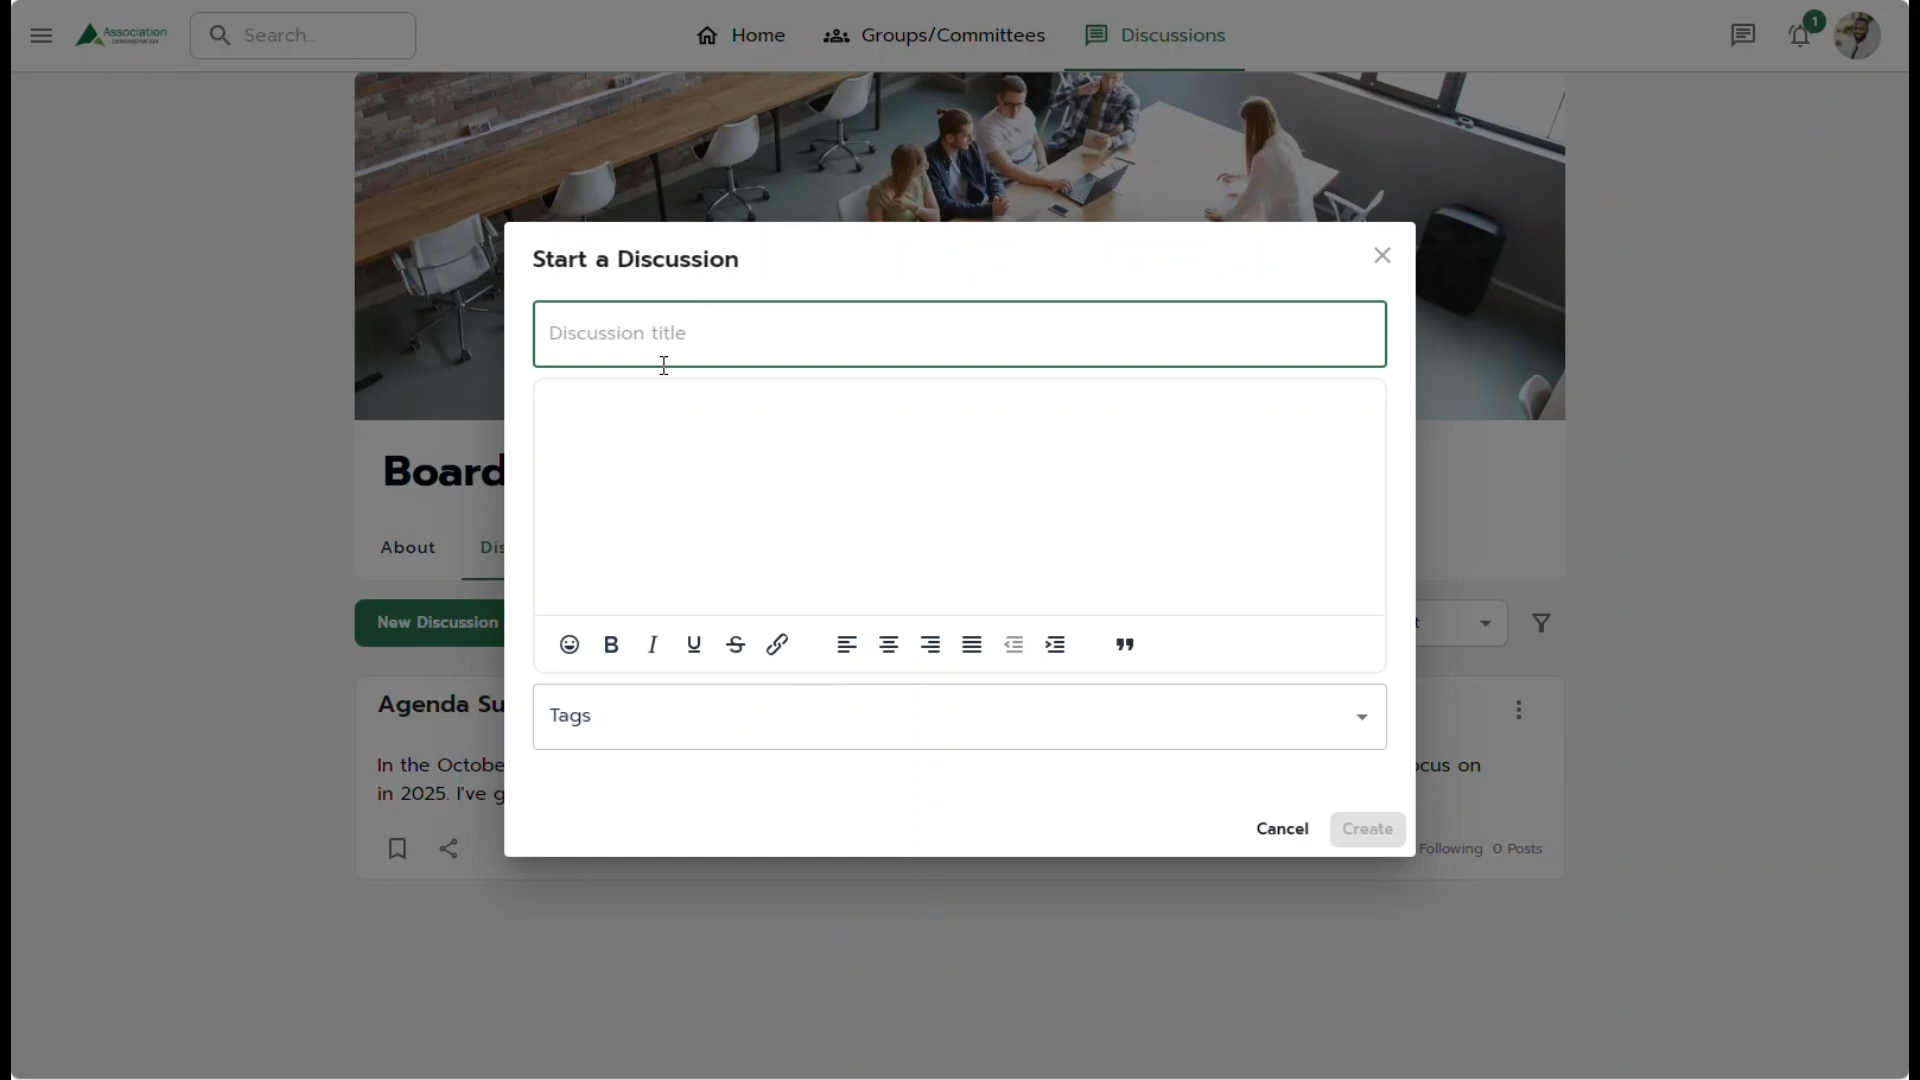 Association
Search..
Home
Groups/Committees
Discussions
1
Start a Discussion
Discussion title
Board
About
Dis
New Discussion
t
B I U S
Tags
Agenda Su
In the Octobe
ocus on
in 2025. I've g
Cancel
Create
Following 0 Posts